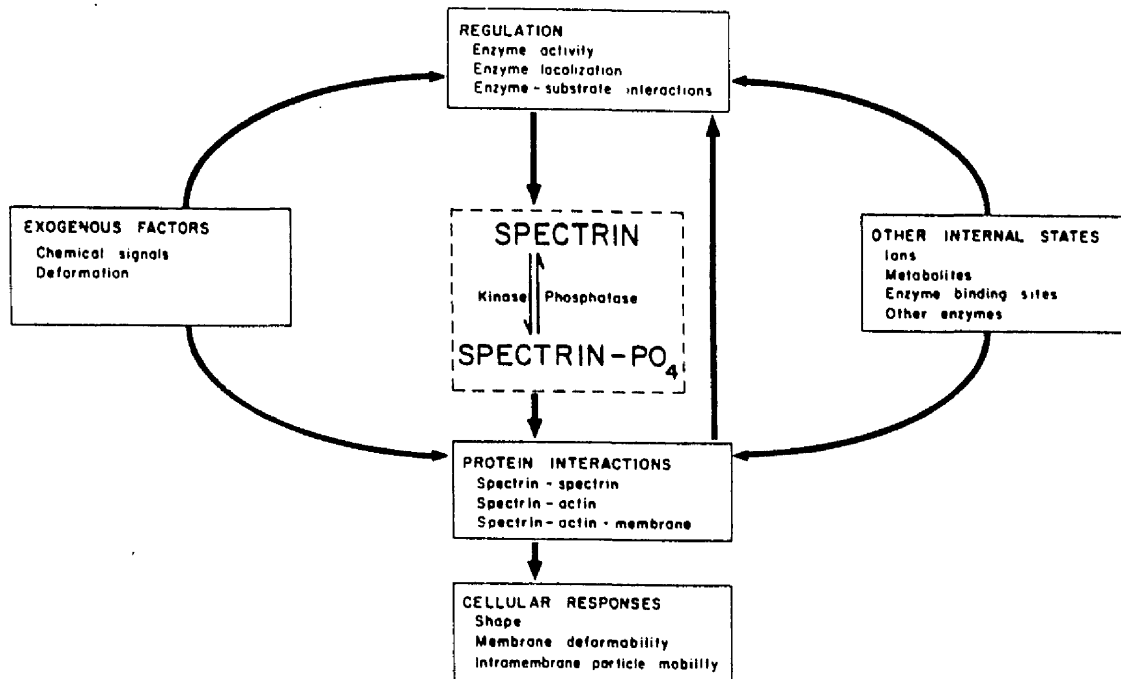 REGULATION
Enzyme activity
Enzyme localization
Enzyme-substrate interactions
EXOGENOUS FACTORS
Chemical signals
Deformation
SPECTRIN
Kinase Phosphatase
SPECTRIN-PO4
OTHER INTERNAL STATES
Ions
Metabolites
Enzyme binding sites
Other enzymes
PROTEIN INTERACTIONS
Spectrin-spectrin
Spectrin-actin
Spectrin-actin-membrane
CELLULAR RESPONSES
Shape
Membrane deformability
Intramembrane particle mobility